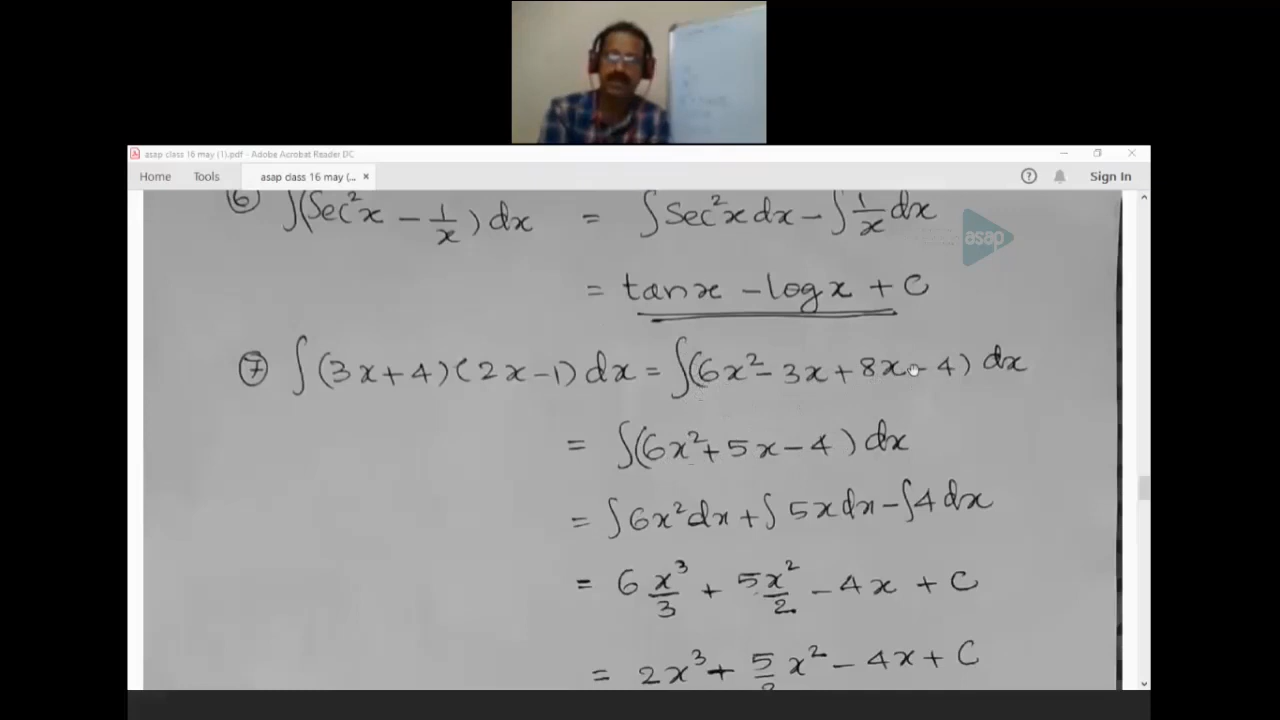 asap class 16 may (1).pdf - Adobe Acrobat Reader DC
Home Tools asap class 16 may (... × Sign In
⑥ ∫(Sec²x − 1/x) dx = ∫Sec²x dx − ∫1/x dx
asap
= tanx − logx + C
⑦ ∫(3x+4)(2x−1) dx = ∫(6x² − 3x + 8x − 4) dx
= ∫(6x² + 5x − 4) dx
= ∫6x² dx + ∫5x dx − ∫4 dx
= 6 x³/3 + 5x²/2 − 4x + C
= 2x³ + 5/2 x² − 4x + C